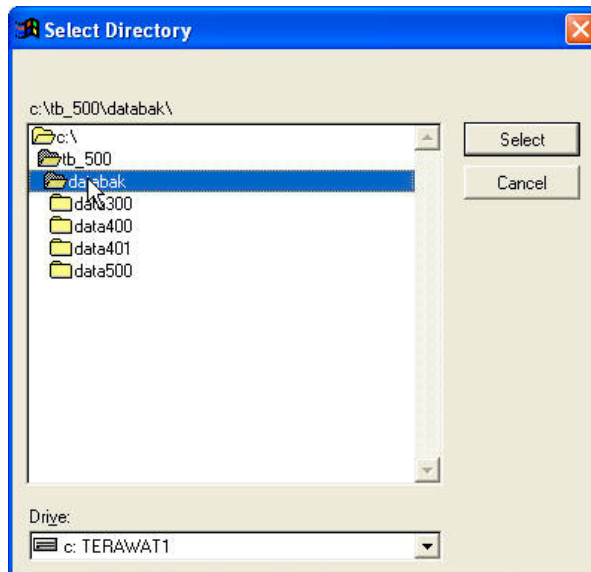 Select Directory
c:\tb_500\databak\
c:\
tb_500
databak
data300
data400
data401
data500
Select
Cancel
Drive:
c: TERAWAT1